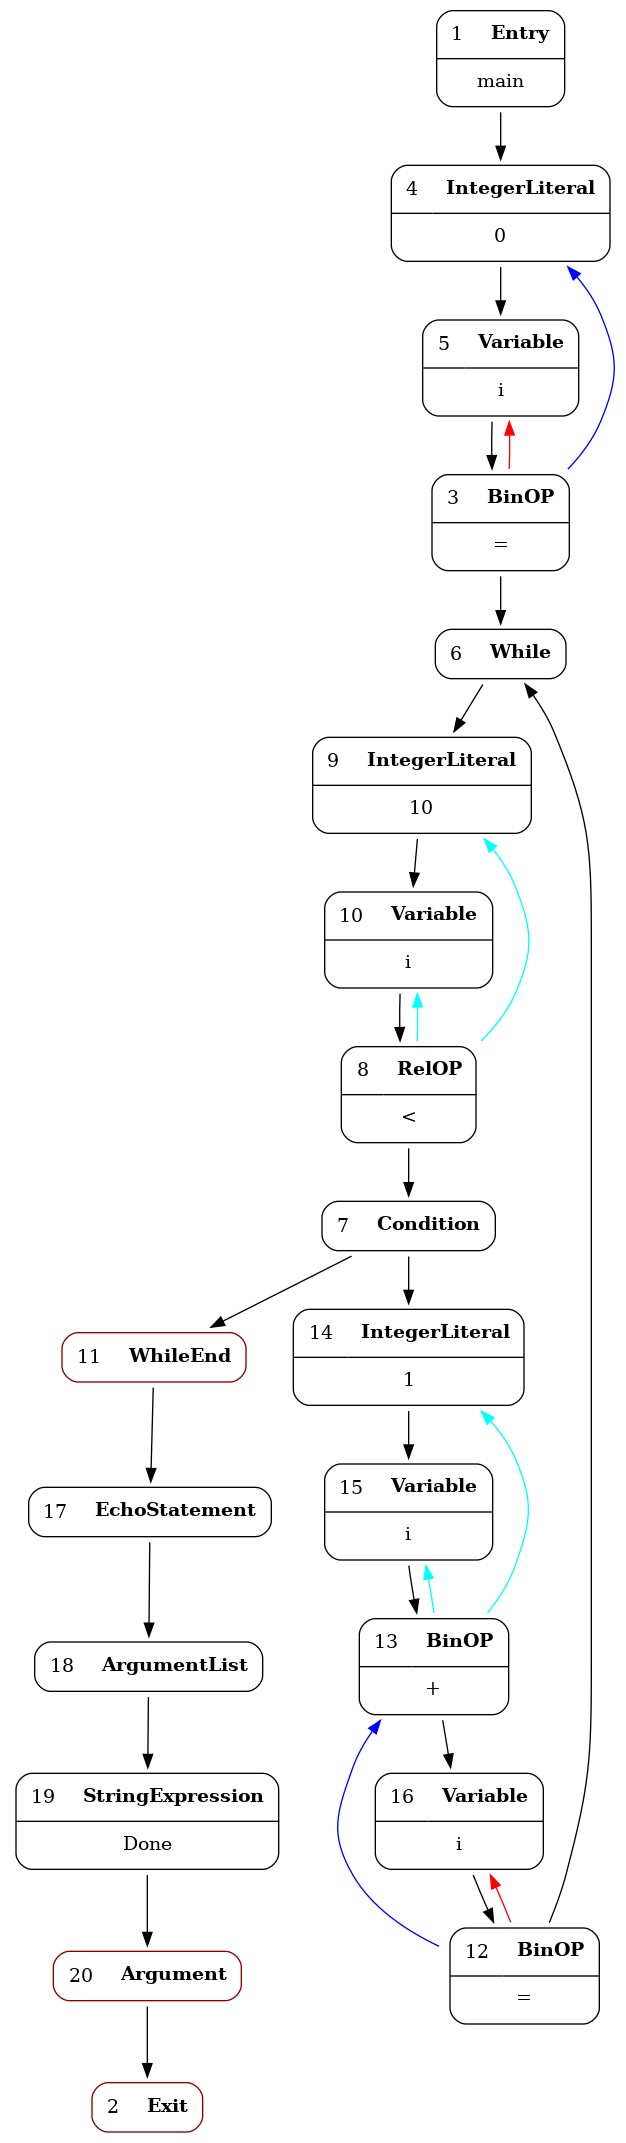 1 Entry
main
4 IntegerLiteral
0
5 Variable
i
3 BinOP
=
6 While
9 IntegerLiteral
10
10 Variable
i
8 RelOP
<
7 Condition
14 IntegerLiteral
1
11 WhileEnd
15 Variable
i
17 EchoStatement
13 BinOP
+
18 ArgumentList
16 Variable
i
19 StringExpression
Done
12 BinOP
=
20 Argument
2 Exit